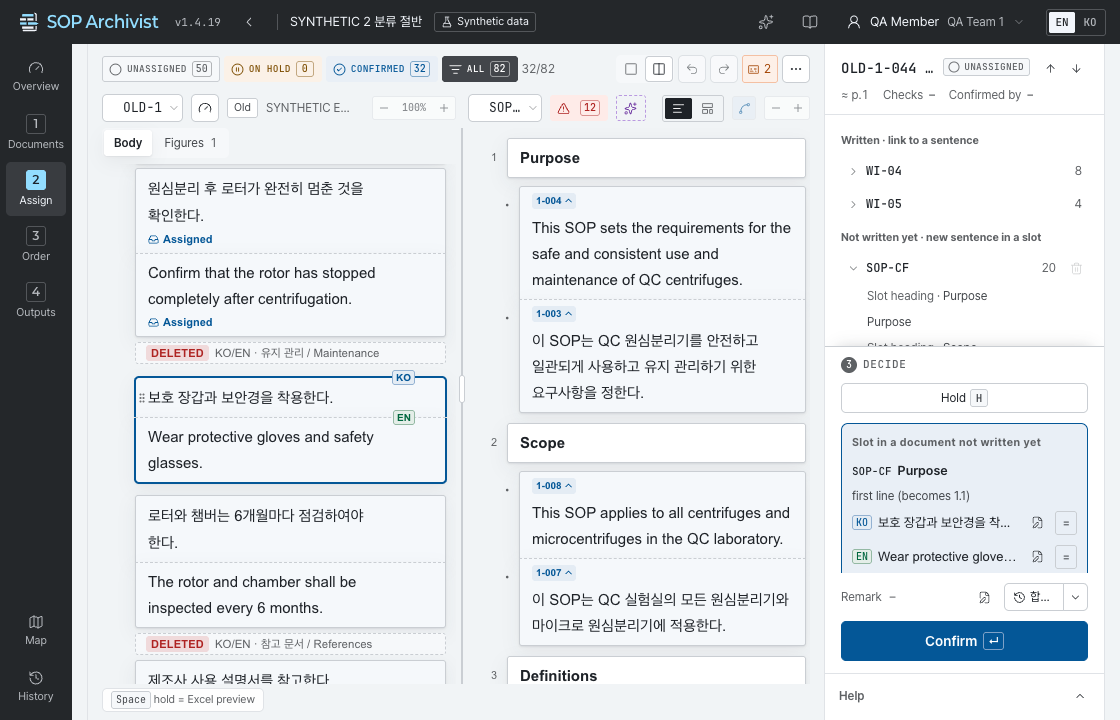 SOP Archivist v1.4.19 SYNTHETIC 2 분류 절반 Synthetic data QA Member QA Team 1 EN KO
Overview
1
Documents
2
Assign
3
Order
4
Outputs
Map
History
UNASSIGNED 50 ON HOLD 0 CONFIRMED 32 ALL 82 32/82 2
OLD-1 Old SYNTHETIC E... 100% SOP... 12
Body Figures 1
원심분리 후 로터가 완전히 멈춘 것을
확인한다.
Assigned
Confirm that the rotor has stopped
completely after centrifugation.
Assigned
DELETED KO/EN · 유지 관리 / Maintenance
KO
보호 장갑과 보안경을 착용한다.
EN
Wear protective gloves and safety
glasses.
로터와 챔버는 6개월마다 점검하여야
한다.
The rotor and chamber shall be
inspected every 6 months.
DELETED KO/EN · 참고 문서 / References
제조사 사용 설명서를 참고한다
Space hold = Excel preview
1 Purpose
1-004
This SOP sets the requirements for the
safe and consistent use and
maintenance of QC centrifuges.
1-003
이 SOP는 QC 원심분리기를 안전하고
일관되게 사용하고 유지 관리하기 위한
요구사항을 정한다.
2 Scope
1-008
This SOP applies to all centrifuges and
microcentrifuges in the QC laboratory.
1-007
이 SOP는 QC 실험실의 모든 원심분리기와
마이크로 원심분리기에 적용한다.
3 Definitions
OLD-1-044 ... UNASSIGNED
≈ p.1 Checks – Confirmed by –
Written · link to a sentence
WI-04 8
WI-05 4
Not written yet · new sentence in a slot
SOP-CF 20
Slot heading · Purpose
Purpose
Slot heading · Scope
3 DECIDE
Hold H
Slot in a document not written yet
SOP-CF Purpose
first line (becomes 1.1)
KO 보호 장갑과 보안경을 착... =
EN Wear protective glove... =
Remark – 합...
Confirm
Help